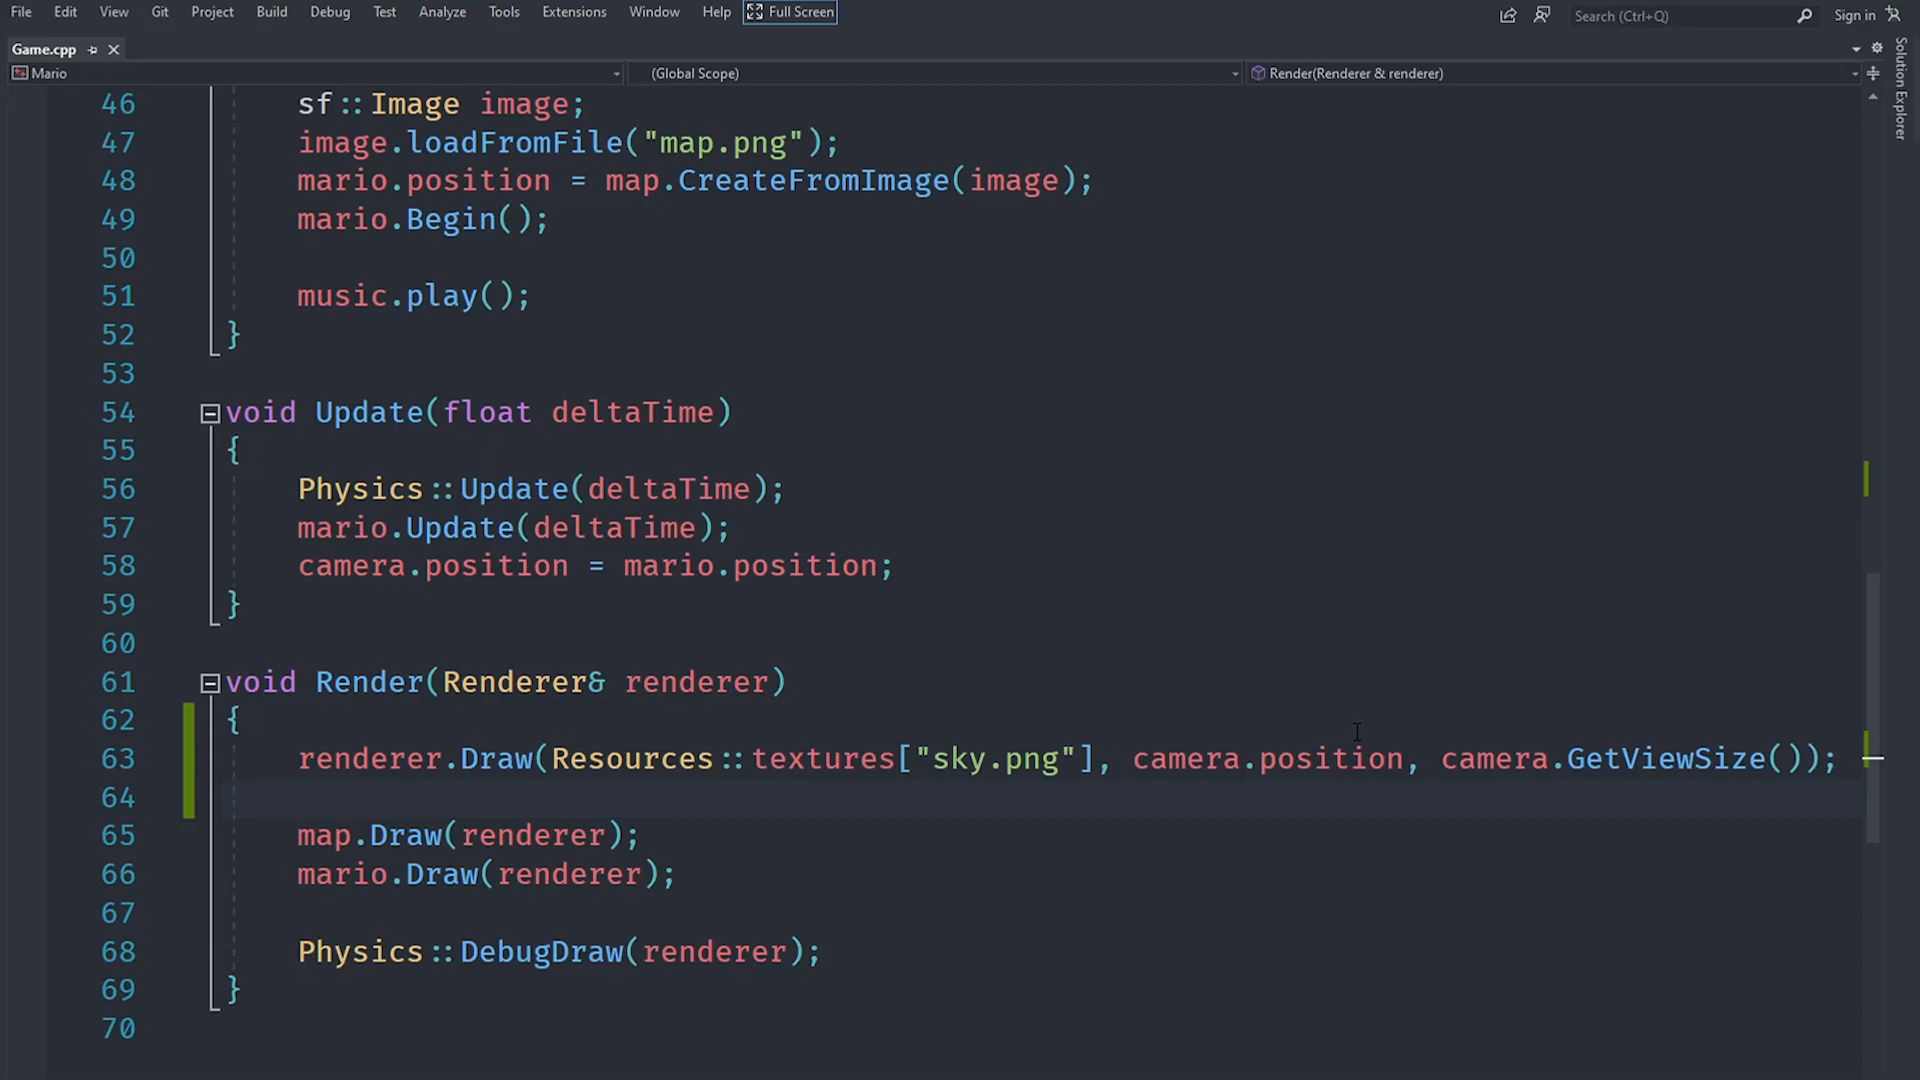 File Edit View Git Project Build Debug Test Analyze Tools Extensions Window Help Full Screen Search (Ctrl+Q) Sign in
Game.cpp
Mario (Global Scope) Render(Renderer & renderer)
Solution Explorer
46 sf::Image image;
47 image.loadFromFile("map.png");
48 mario.position = map.CreateFromImage(image);
49 mario.Begin();
50
51 music.play();
52 }
53
54 void Update(float deltaTime)
55 {
56 Physics::Update(deltaTime);
57 mario.Update(deltaTime);
58 camera.position = mario.position;
59 }
60
61 void Render(Renderer& renderer)
62 {
63 renderer.Draw(Resources::textures["sky.png"], camera.position, camera.GetViewSize());
64
65 map.Draw(renderer);
66 mario.Draw(renderer);
67
68 Physics::DebugDraw(renderer);
69 }
70